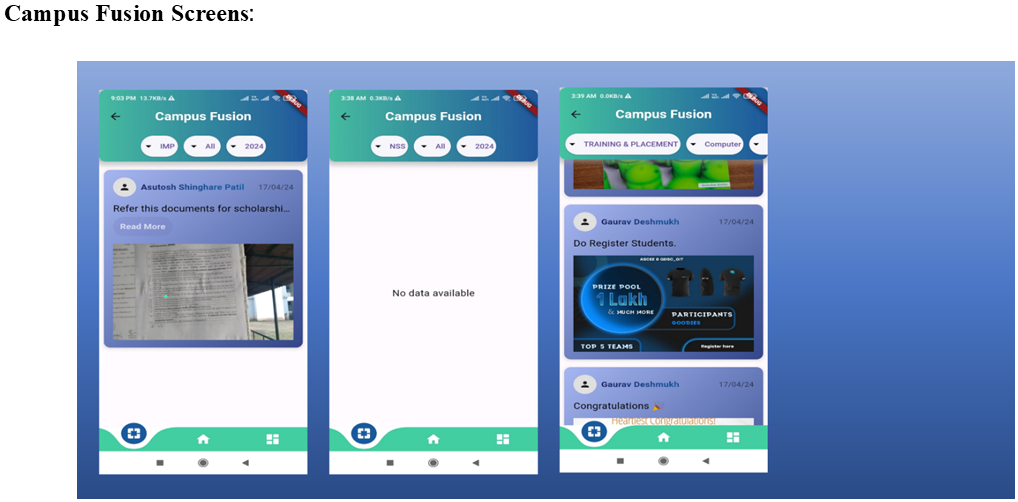 Campus Fusion Screens:
9:03 PM 13.7KB/s
DEBUG
Campus Fusion
IMP All 2024
Asutosh Shinghare Patil 17/04/24
Refer this documents for scholarshi...
Read More
3:38 AM 0.3KB/s
DEBUG
Campus Fusion
NSS All 2024
No data available
3:39 AM 0.0KB/s
DEBUG
Campus Fusion
TRAINING & PLACEMENT Computer
Gaurav Deshmukh 17/04/24
Do Register Students.
PRIZE POOL
1 Lakh
& MUCH MORE
PARTICIPANTS
GOODIES
TOP 5 TEAMS
Register here
Gaurav Deshmukh 17/04/24
Congratulations 🎉
Heartiest Congratulations!